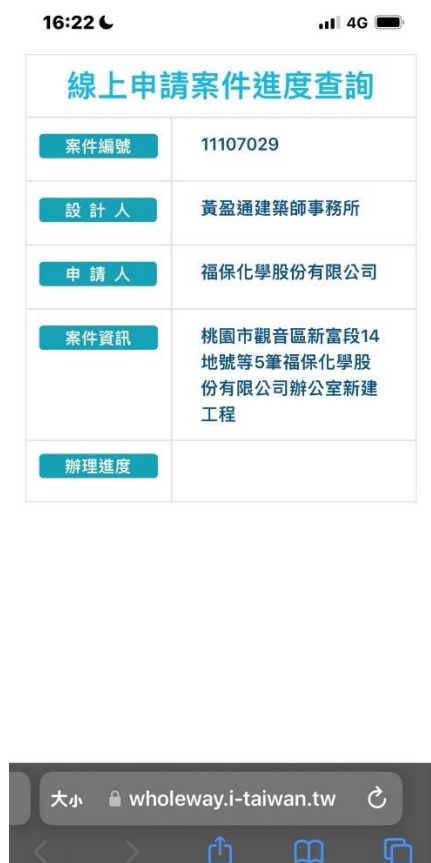 16:22
4G
線上申請案件進度查詢
案件編號 11107029
設計人 黃盈通建築師事務所
申請人 福保化學股份有限公司
案件資訊 桃園市觀音區新富段14
地號等5筆福保化學股
份有限公司辦公室新建
工程
辦理進度
大小 wholeway.i-taiwan.tw